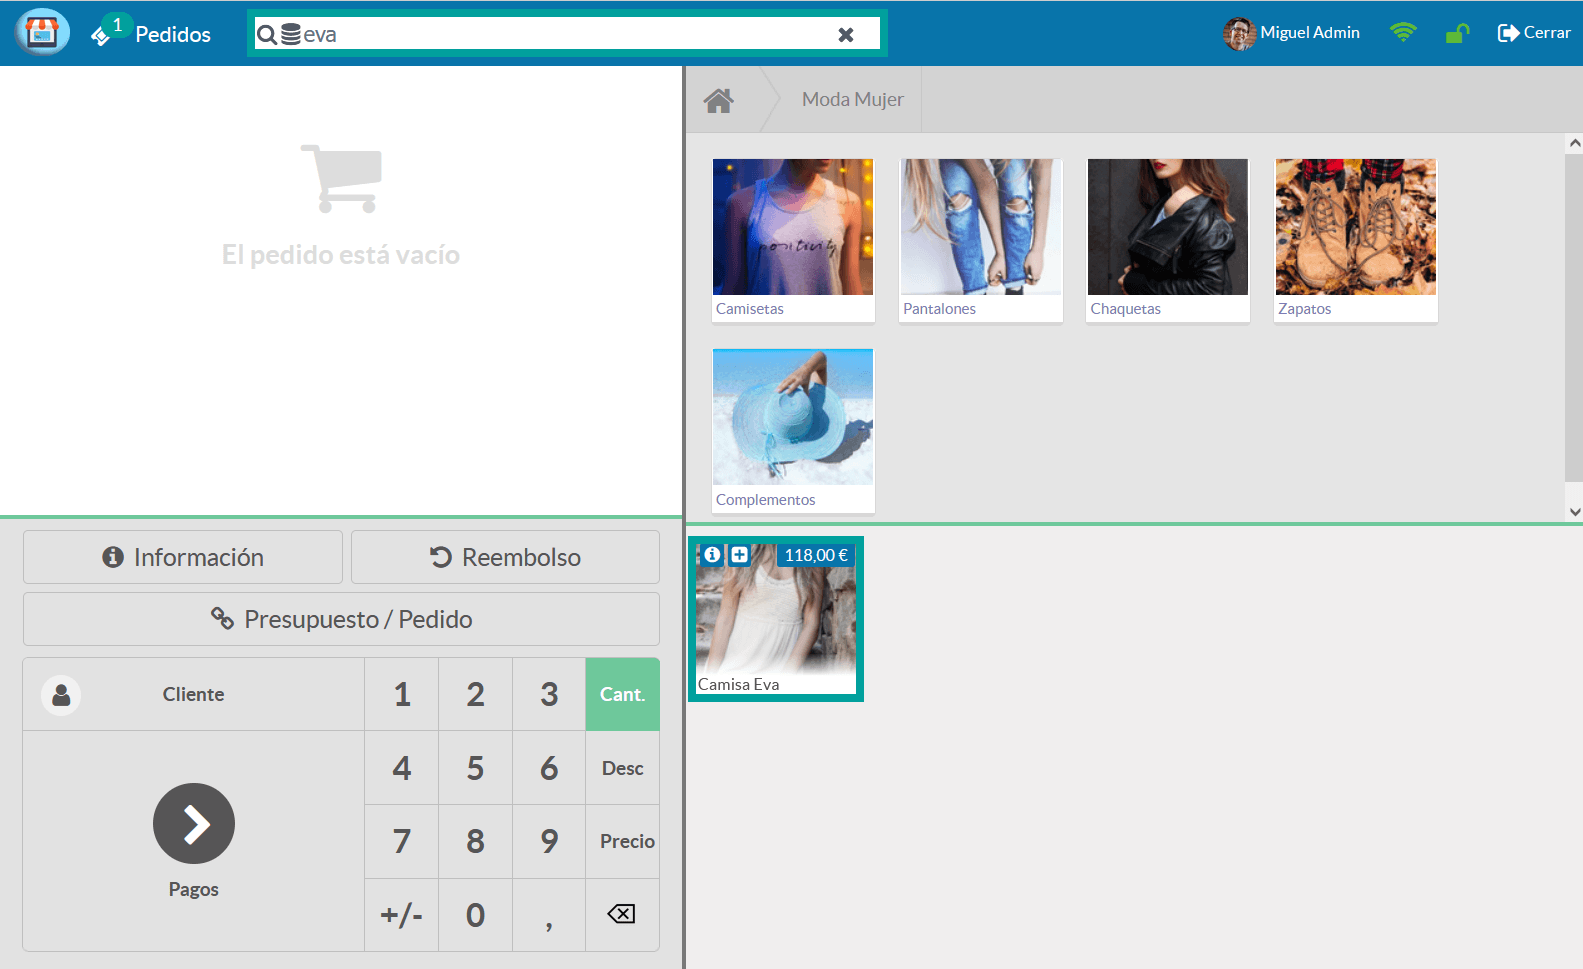 1
Pedidos
eva
Miguel Admin
Cerrar
El pedido está vacío
Moda Mujer
positivity
Camisetas
Pantalones
Chaquetas
Zapatos
Complementos
Información
Reembolso
Presupuesto / Pedido
Cliente
1 2 3 Cant.
4 5 6 Desc
7 8 9 Precio
Pagos
+/- 0 ,
118,00 €
Camisa Eva